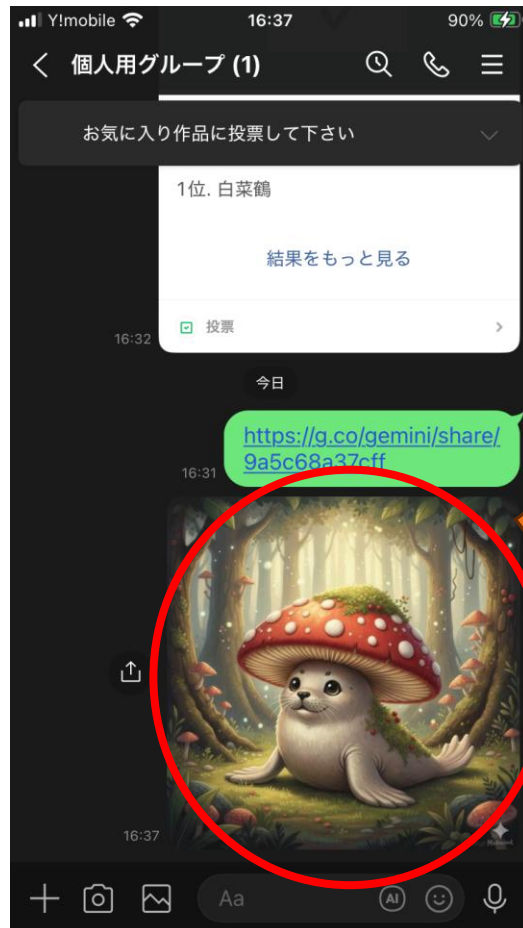 Y!mobile 16:37 90%
個人用グループ (1)
お気に入り作品に投票して下さい
1位. 白菜鶴
結果をもっと見る
投票
16:32
今日
https://g.co/gemini/share/
9a5c68a37cff
16:31
16:37
Aa AI